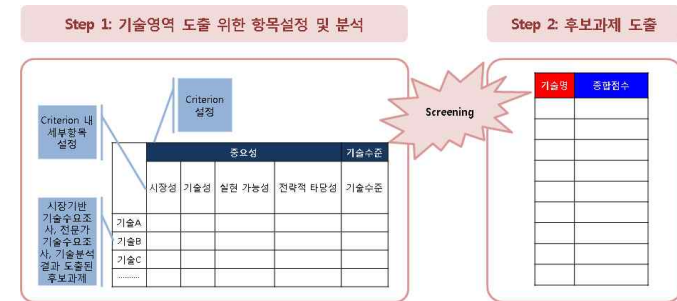 Step 1: 기술영역 도출 위한 항목설정 및 분석
Step 2: 후보과제 도출
Criterion
설정
Criterion 내
세부항목
설정
Screening
기술명 종합점수
중요성 기술수준
시장성 기술성 실현 가능성 전략적 타당성 기술수준
시장기반
기술수요조
사, 전문가
기술수요조
사, 기술분석
결과 도출된
후보과제
기술A
기술B
기술C
..........